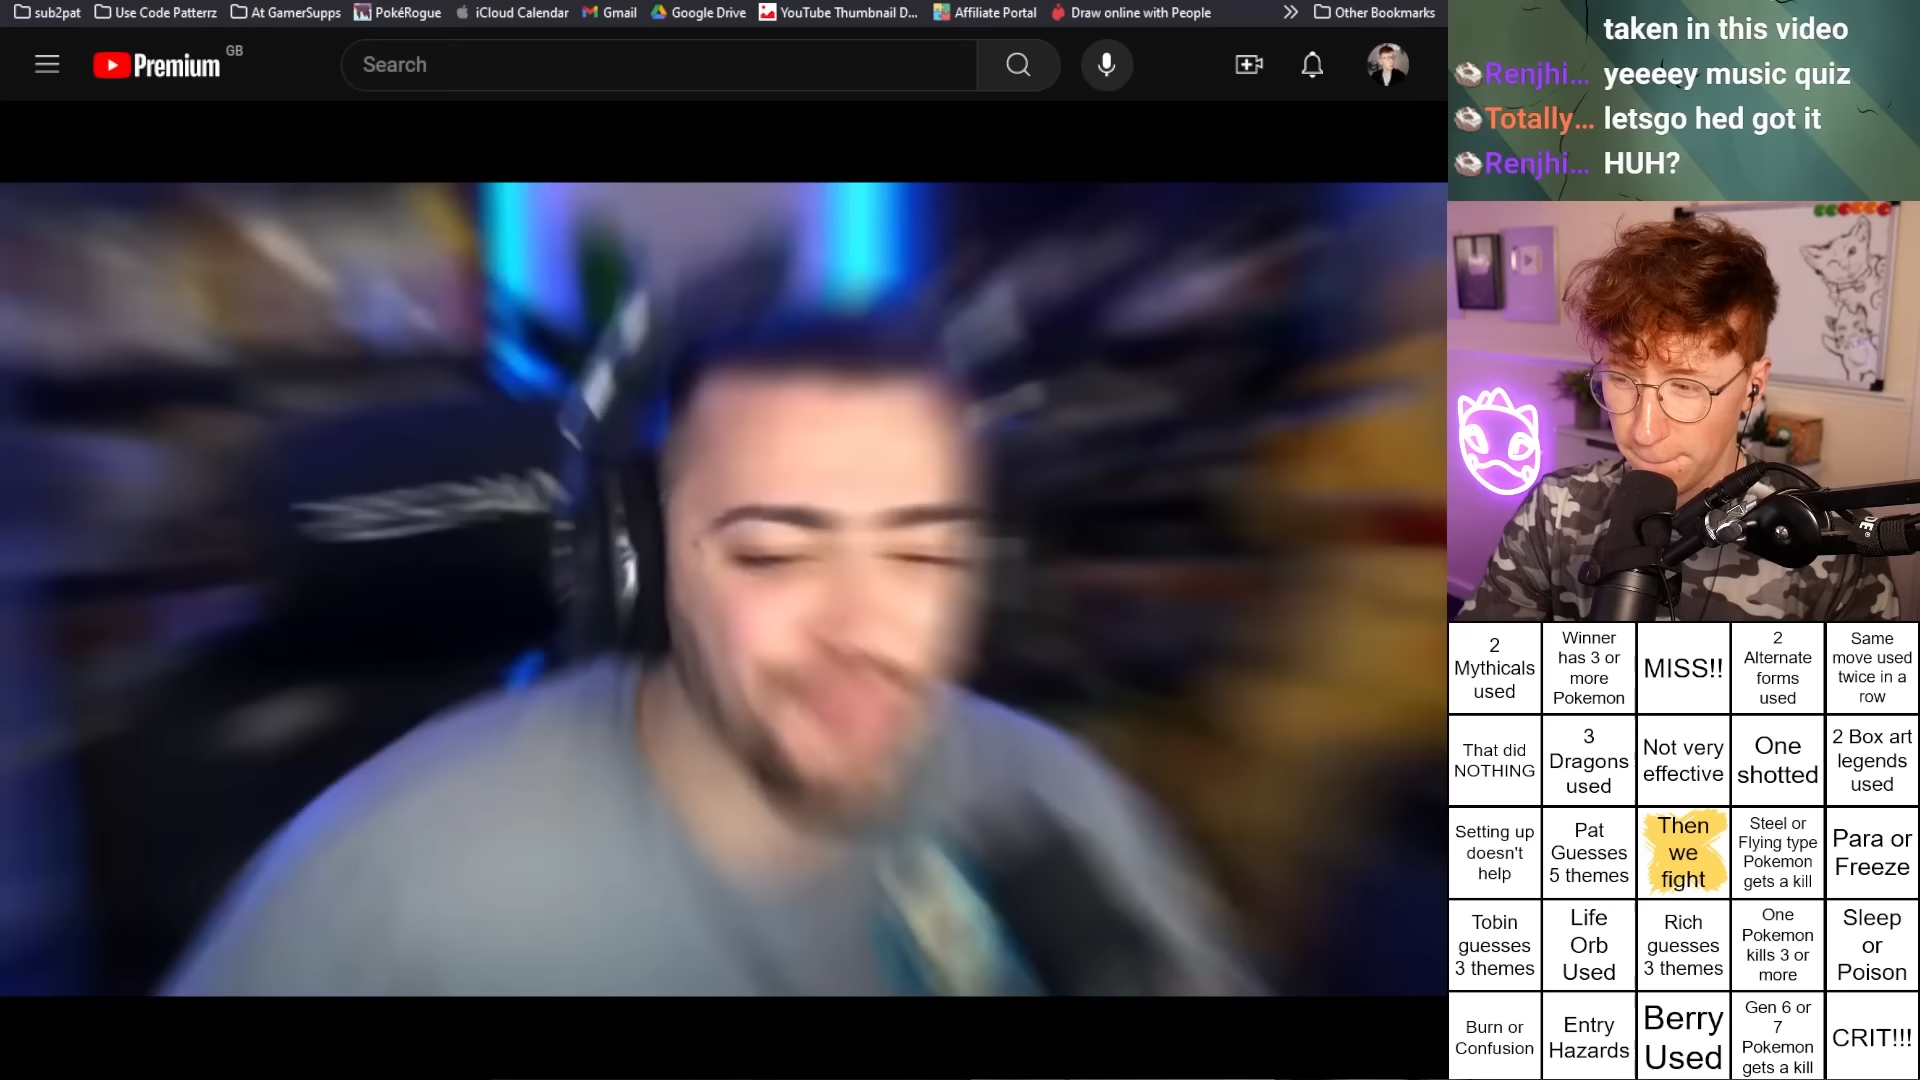 sub2pat Use Code Patterrz At GamerSupps PokéRogue iCloud Calendar Gmail Google Drive YouTube Thumbnail D... Affiliate Portal Draw online with People Other Bookmarks
Premium GB
Search
taken in this video
Renjhi... yeeeey music quiz
Totally... letsgo hed got it
Renjhi... HUH?
2
Mythicals
used
Winner
has 3 or
more
Pokemon
MISS!!
2
Alternate
forms
used
Same
move used
twice in a
row
That did
NOTHING
3
Dragons
used
Not very
effective
One
shotted
2 Box art
legends
used
Setting up
doesn't
help
Pat
Guesses
5 themes
Then
we
fight
Steel or
Flying type
Pokemon
gets a kill
Para or
Freeze
Tobin
guesses
3 themes
Life
Orb
Used
Rich
guesses
3 themes
One
Pokemon
kills 3 or
more
Sleep
or
Poison
Burn or
Confusion
Entry
Hazards
Berry
Used
Gen 6 or
7
Pokemon
gets a kill
CRIT!!!